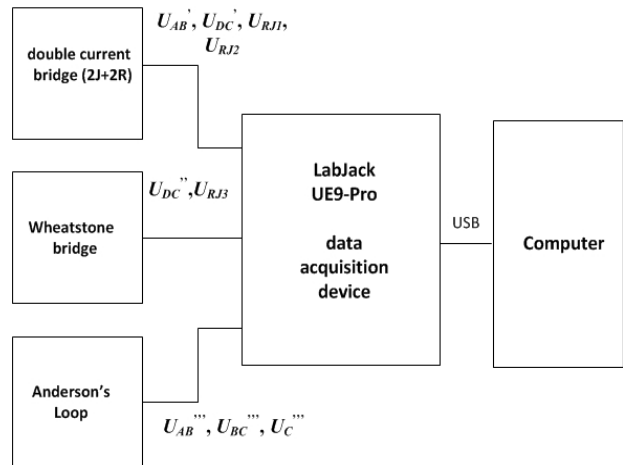 double current
bridge (2J+2R)
U_AB', U_DC', U_RJ1,
U_RJ2
Wheatstone
bridge
U_DC'', U_RJ3
Anderson's
Loop
U_AB''', U_BC''', U_C'''
LabJack
UE9-Pro
data
acquisition
device
USB
Computer